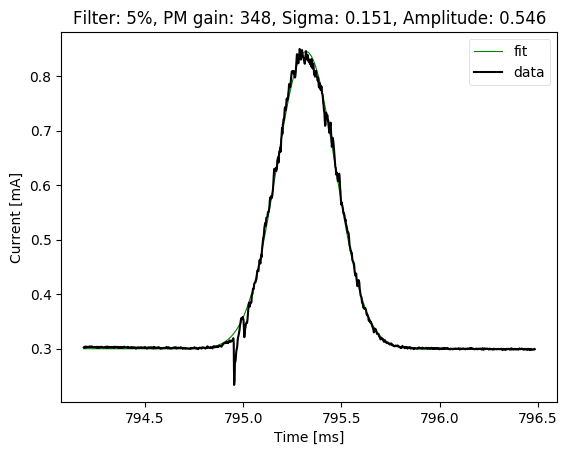 Filter: 5%, PM gain: 348, Sigma: 0.151, Amplitude: 0.546
fit
data
Current [mA]
0.8
0.7
0.6
0.5
0.4
0.3
794.5 795.0 795.5 796.0 796.5
Time [ms]